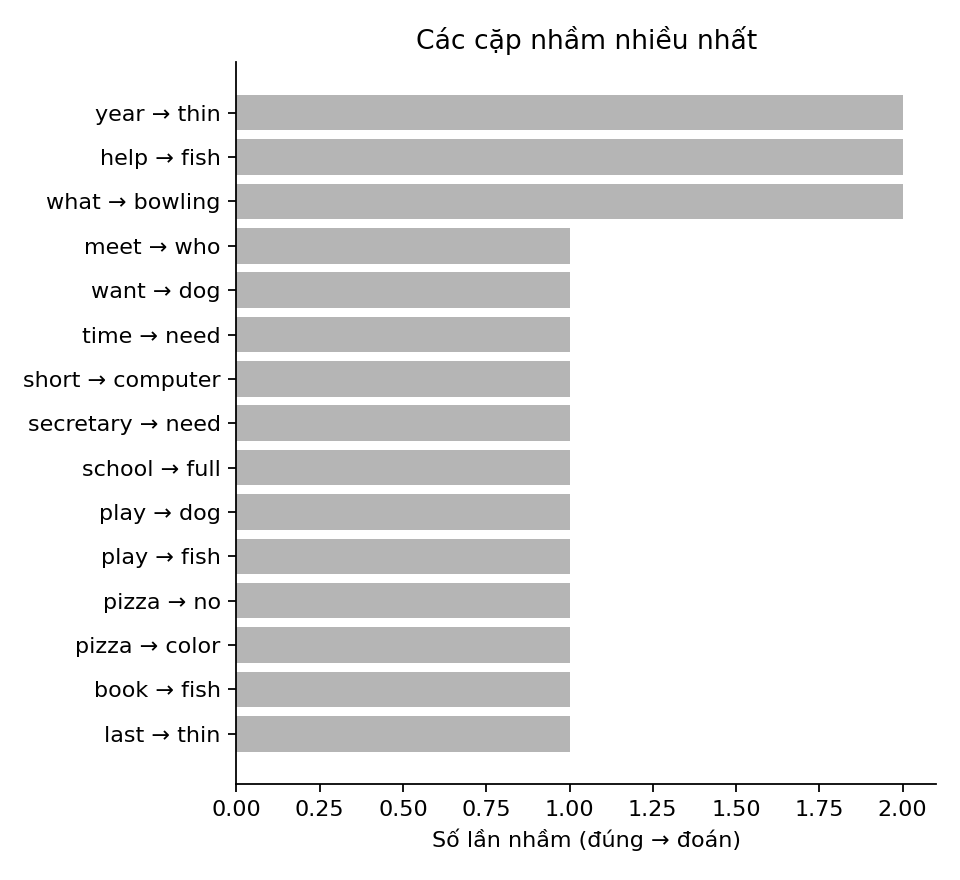 Các cặp nhầm nhiều nhất
year → thin
help → fish
what → bowling
meet → who
want → dog
time → need
short → computer
secretary → need
school → full
play → dog
play → fish
pizza → no
pizza → color
book → fish
last → thin
0.00 0.25 0.50 0.75 1.00 1.25 1.50 1.75 2.00
Số lần nhầm (đúng → đoán)